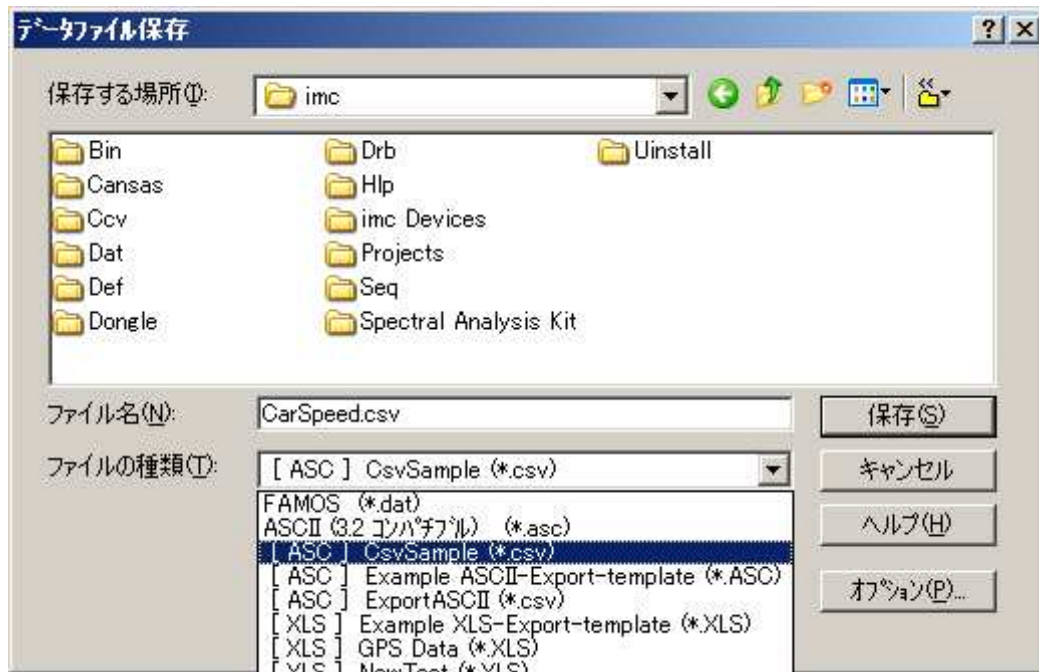 データファイル保存
保存する場所(I):
imc
Bin
Cansas
Ccv
Dat
Def
Dongle
Drb
Hlp
imc Devices
Projects
Seq
Spectral Analysis Kit
Uinstall
ファイル名(N):
CarSpeed.csv
保存(S)
ファイルの種類(T):
[ ASC ] CsvSample (*.csv)
キャンセル
FAMOS (*.dat)
ASCII (3.2 コンパチブル) (*.asc)
[ ASC ] CsvSample (*.csv)
[ ASC ] Example ASCII-Export-template (*.ASC)
[ ASC ] ExportASCII (*.csv)
[ XLS ] Example XLS-Export-template (*.XLS)
[ XLS ] GPS Data (*.XLS)
[ XLS ] NewTest (*.XLS)
ヘルプ(H)
オプション(P)...